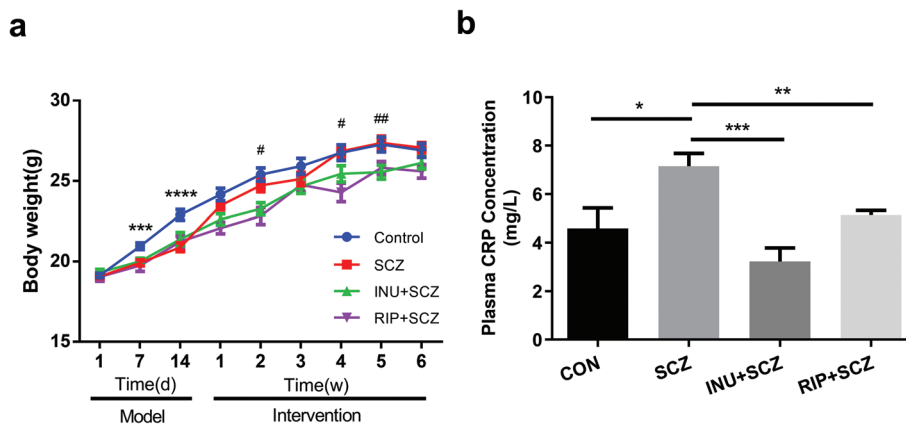 a
Body weight(g)
30
25
20
15
***
****
#
#
##
Control
SCZ
INU+SCZ
RIP+SCZ
1 7 14 1 2 3 4 5 6
Time(d) Time(w)
Model Intervention
b
Plasma CRP Concentration
(mg/L)
10
8
6
4
2
0
*
**
***
CON SCZ INU+SCZ RIP+SCZ